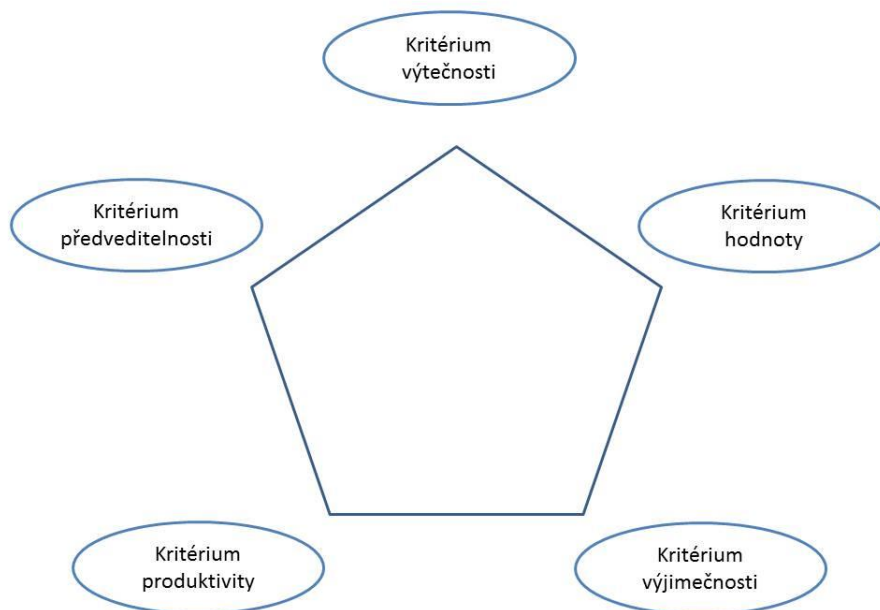 Kritérium
výtečnosti
Kritérium
předveditelnosti
Kritérium
hodnoty
Kritérium
produktivity
Kritérium
výjimečnosti